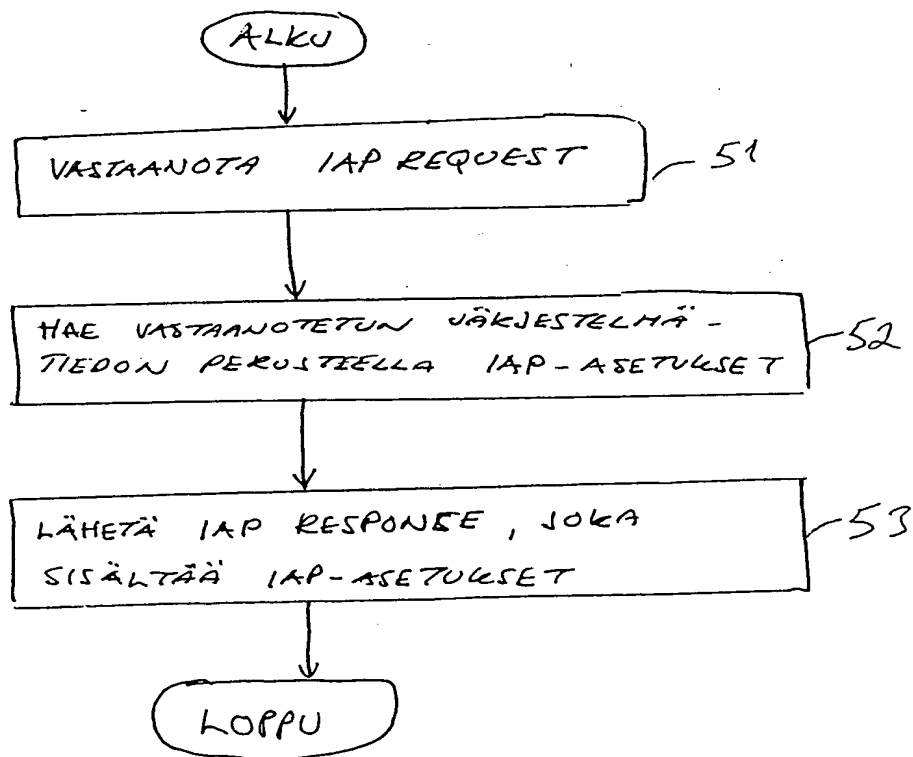 ALKU
VASTAANOTA IAP REQUEST
51
HAE VASTAANOTETUN JÄRJESTELMÄ-
TIEDON PERUSTEELLA IAP-ASETUKSET
52
LÄHETÄ IAP RESPONSE, JOKA
SISÄLTÄÄ IAP-ASETUKSET
53
LOPPU